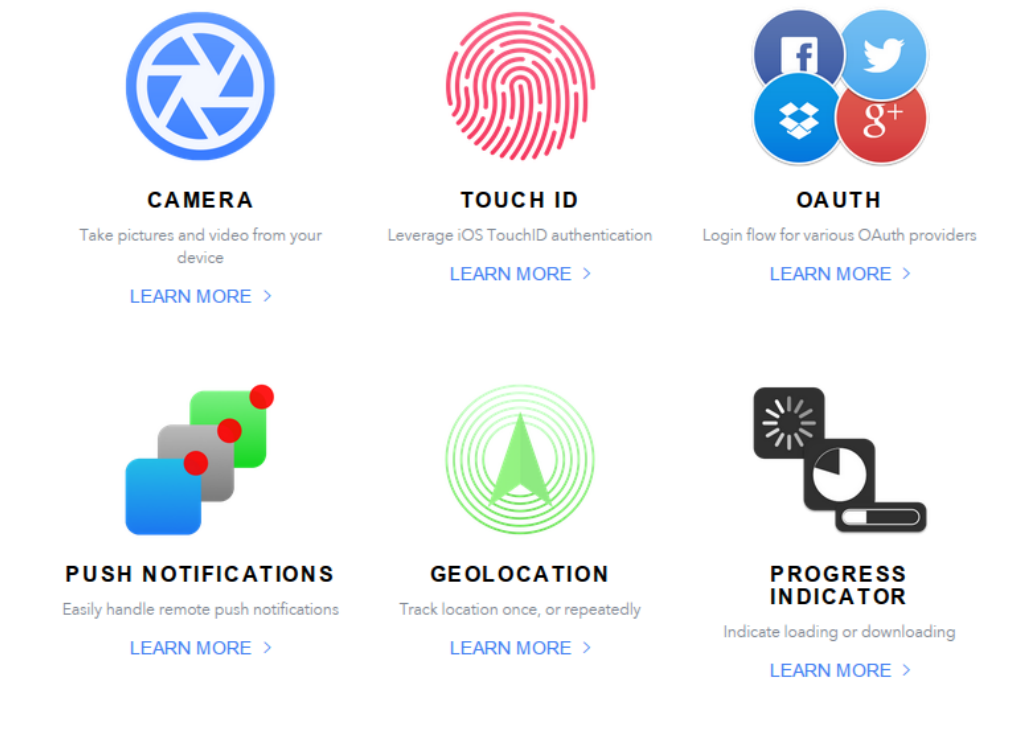 CAMERA
Take pictures and video from your
device
LEARN MORE
TOUCH ID
Leverage iOS TouchID authentication
LEARN MORE
g+
OAUTH
Login flow for various OAuth providers
LEARN MORE
PUSH NOTIFICATIONS
Easily handle remote push notifications
LEARN MORE
GEOLOCATION
Track location once, or repeatedly
LEARN MORE
PROGRESS
INDICATOR
Indicate loading or downloading
LEARN MORE